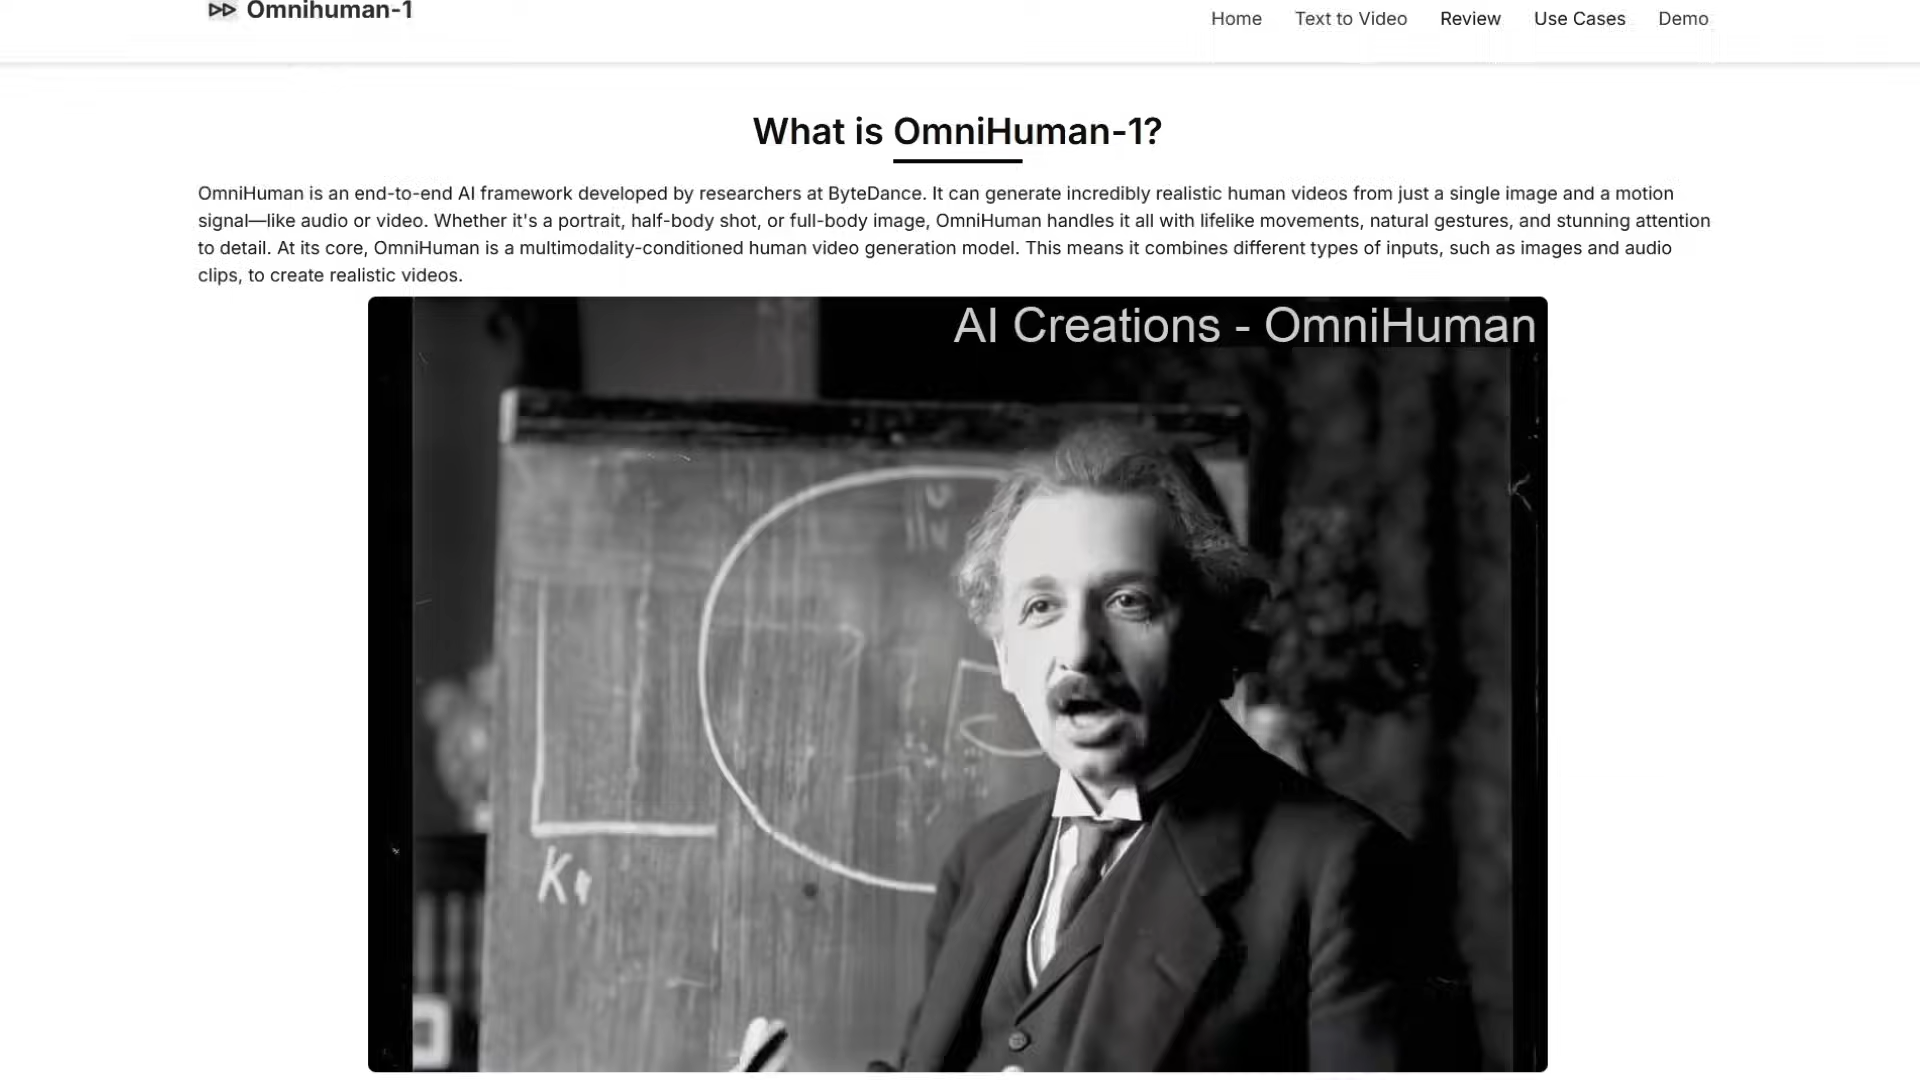 Omnihuman-1
Home Text to Video Review Use Cases Demo
What is OmniHuman-1?
OmniHuman is an end-to-end AI framework developed by researchers at ByteDance. It can generate incredibly realistic human videos from just a single image and a motion
signal—like audio or video. Whether it's a portrait, half-body shot, or full-body image, OmniHuman handles it all with lifelike movements, natural gestures, and stunning attention
to detail. At its core, OmniHuman is a multimodality-conditioned human video generation model. This means it combines different types of inputs, such as images and audio
clips, to create realistic videos.
AI Creations - OmniHuman